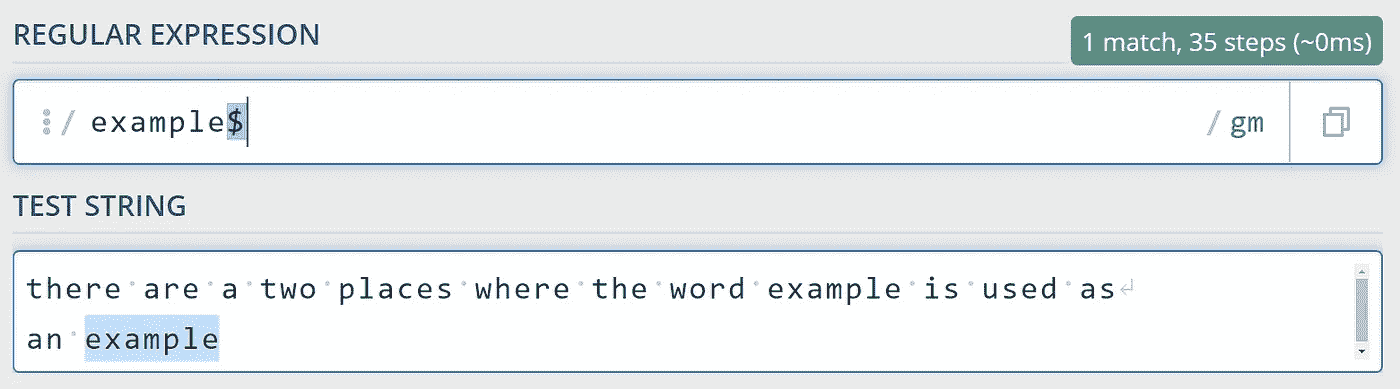 REGULAR EXPRESSION
1 match, 35 steps (~0ms)
/ example$
/ gm
TEST STRING
there are a two places where the word example is used as
an example